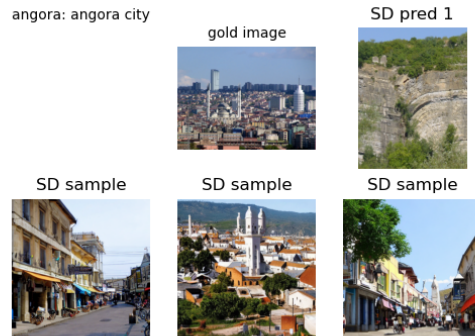 angora: angora city
gold image
SD pred 1
SD sample
SD sample
SD sample